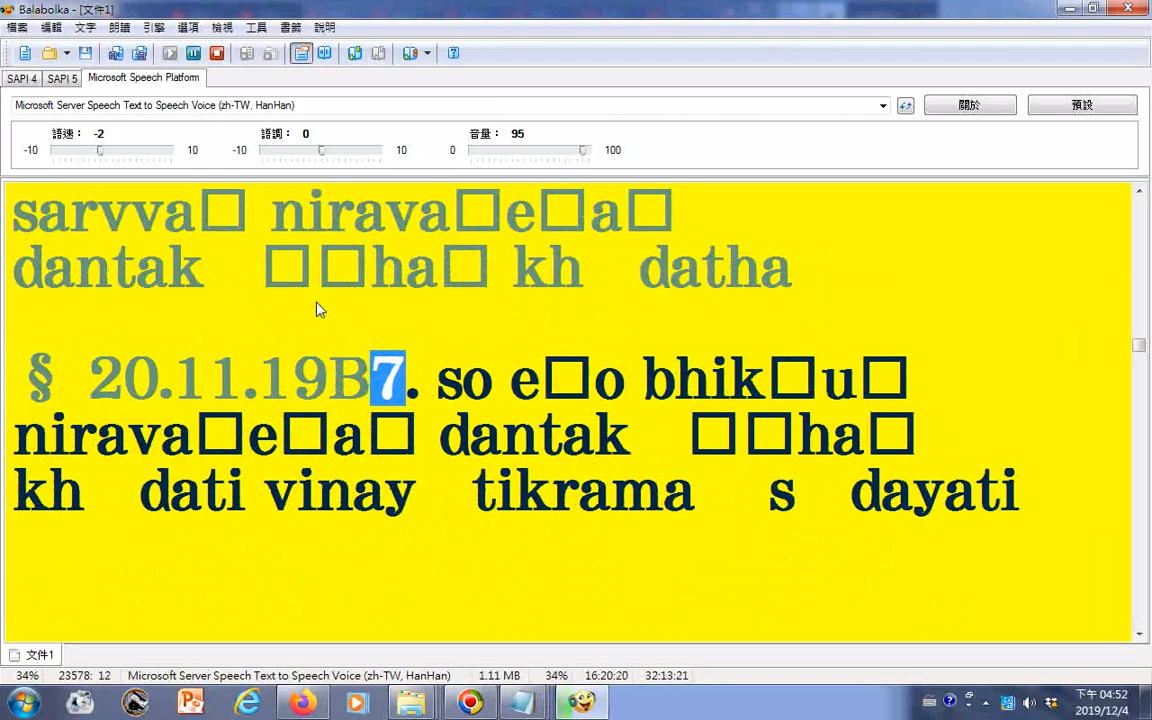 Balabolka - [文件1]
檔案 編輯 文字 朗讀 引擎 選項 檢視 工具 書籤 說明
SAPI 4 SAPI 5 Microsoft Speech Platform
Microsoft Server Speech Text to Speech Voice (zh-TW, HanHan) 關於 預設
語速： -2 語調： 0 音量： 95
-10 10 -10 10 0 100
sarvva□ nirava□e□a□
dantak □□ha□ kh datha
§ 20.11.19B7. so e□o bhik□u□
nirava□e□a□ dantak □□ha□
kh dati vinay tikrama s dayati
文件1
34% 23578: 12 Microsoft Server Speech Text to Speech Voice (zh-TW, HanHan) 1.11 MB 34% 16:20:20 32:13:21
下午 04:52
2019/12/4